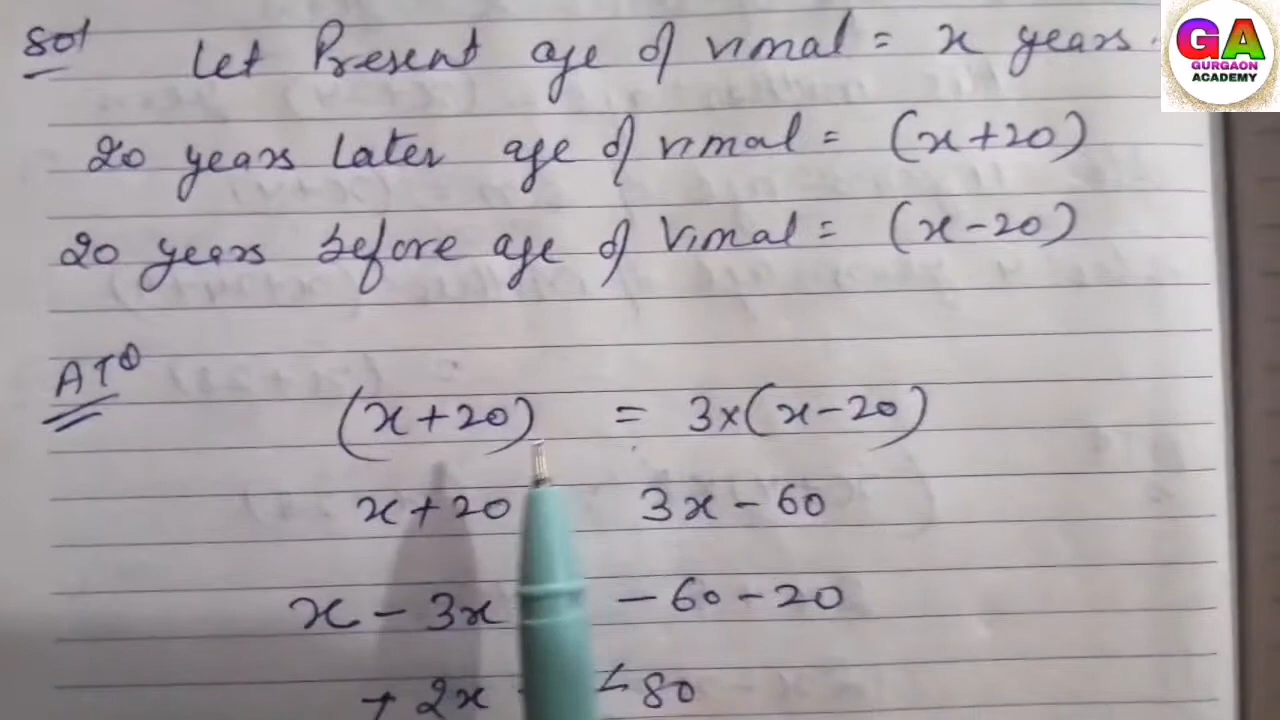 Sol Let Present age of vimal = x years.
GA
GURGAON
ACADEMY
20 years later age of vimal = (x+20)
20 years before age of vimal = (x-20)
ATQ
(x+20) = 3×(x-20)
x+20 3x-60
x-3x -60-20
+2x -80